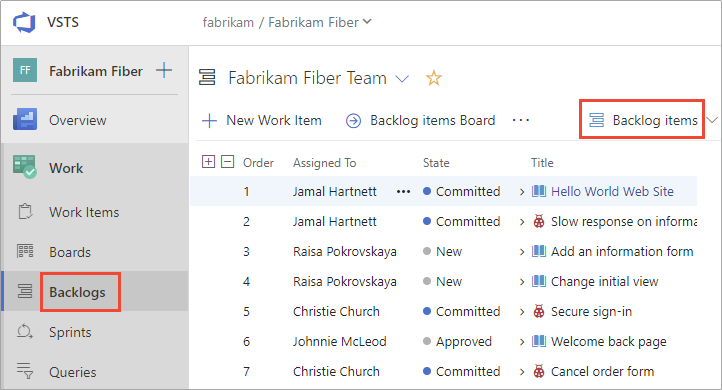 VSTS
fabrikam / Fabrikam Fiber
FF Fabrikam Fiber
Overview
Work
Work Items
Boards
Backlogs
Sprints
Queries
Fabrikam Fiber Team
New Work Item Backlog items Board ··· Backlog items
Order Assigned To State Title
1 Jamal Hartnett ··· Committed Hello World Web Site
2 Jamal Hartnett Committed Slow response on informa
3 Raisa Pokrovskaya New Add an information form
4 Raisa Pokrovskaya New Change initial view
5 Christie Church Committed Secure sign-in
6 Johnnie McLeod Approved Welcome back page
7 Christie Church Committed Cancel order form